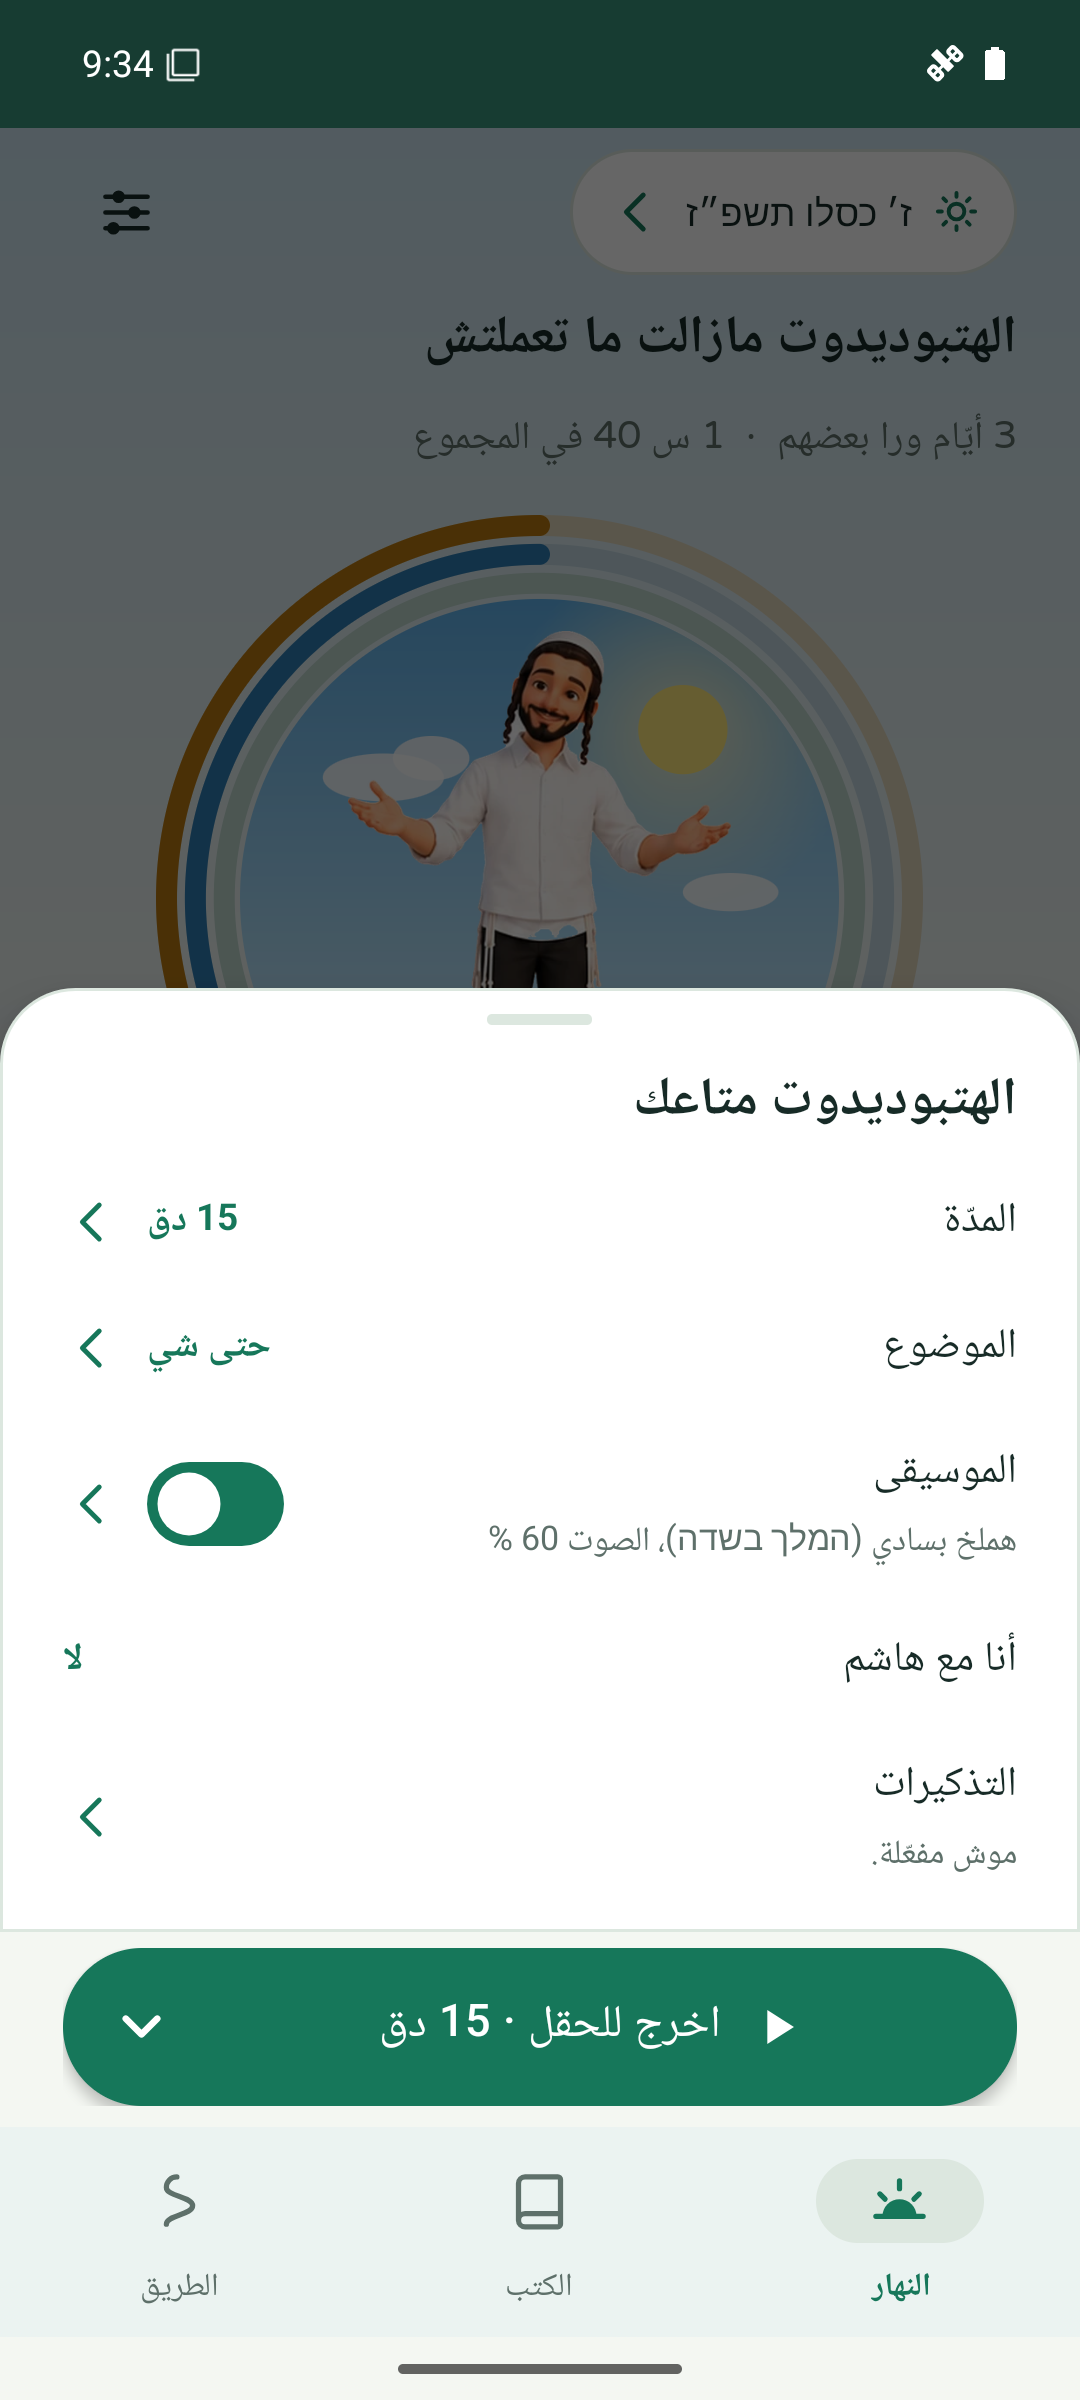 9:34
ז׳ כסלו תשפ״ז
الهتبوديدوت مازالت ما تعملتش
3 أيّام ورا بعضهم · 1 س 40 في المجموع
الهتبوديدوت متاعك
المدّة
15 دق
الموضوع
حتى شي
الموسيقى
هملخ بسادي (המלך בשדה)، الصوت 60 %
أنا مع هاشم
لا
التذكيرات
موش مفعّلة.
اخرج للحقل · 15 دق
النهار
الكتب
الطريق